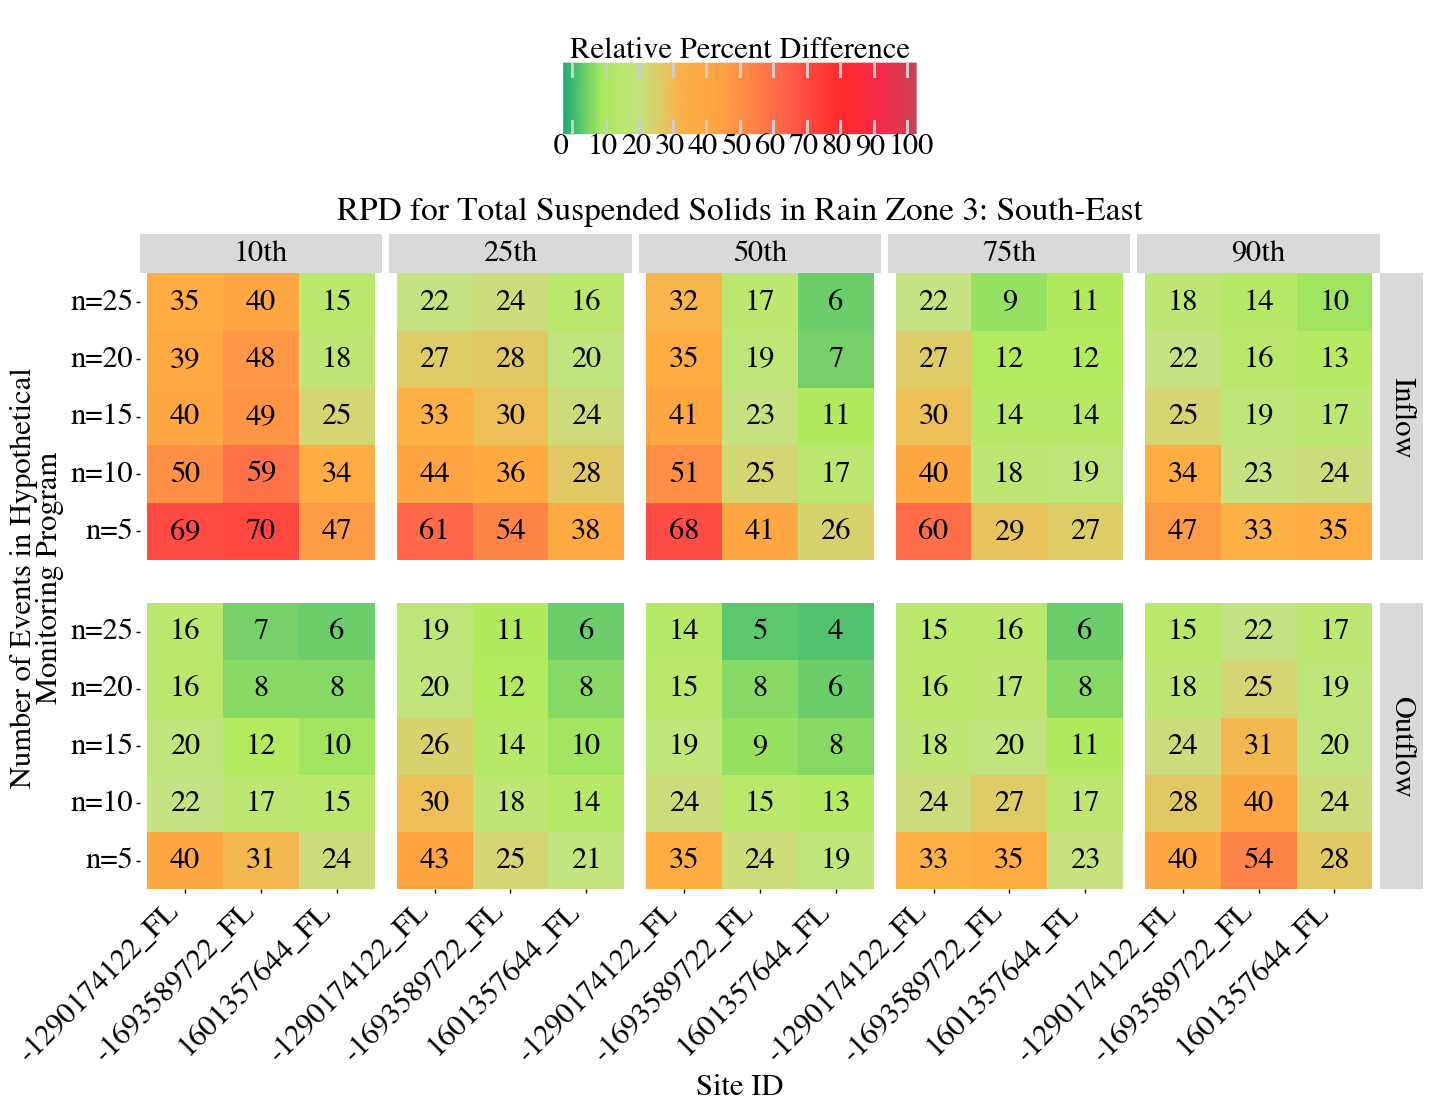 Relative Percent Difference
0 10 20 30 40 50 60 70 80 90 100
RPD for Total Suspended Solids in Rain Zone 3: South-East
10th 25th 50th 75th 90th
n=25 35 40 15 22 24 16 32 17 6 22 9 11 18 14 10
n=20 39 48 18 27 28 20 35 19 7 27 12 12 22 16 13
n=15 40 49 25 33 30 24 41 23 11 30 14 14 25 19 17
n=10 50 59 34 44 36 28 51 25 17 40 18 19 34 23 24
n=5 69 70 47 61 54 38 68 41 26 60 29 27 47 33 35
Inflow
Number of Events in Hypothetical
Monitoring Program
n=25 16 7 6 19 11 6 14 5 4 15 16 6 15 22 17
n=20 16 8 8 20 12 8 15 8 6 16 17 8 18 25 19
n=15 20 12 10 26 14 10 19 9 8 18 20 11 24 31 20
n=10 22 17 15 30 18 14 24 15 13 24 27 17 28 40 24
n=5 40 31 24 43 25 21 35 24 19 33 35 23 40 54 28
Outflow
-1290174122_FL -1693589722_FL 1601357644_FL -1290174122_FL -1693589722_FL 1601357644_FL -1290174122_FL -1693589722_FL 1601357644_FL -1290174122_FL -1693589722_FL 1601357644_FL -1290174122_FL -1693589722_FL 1601357644_FL
Site ID